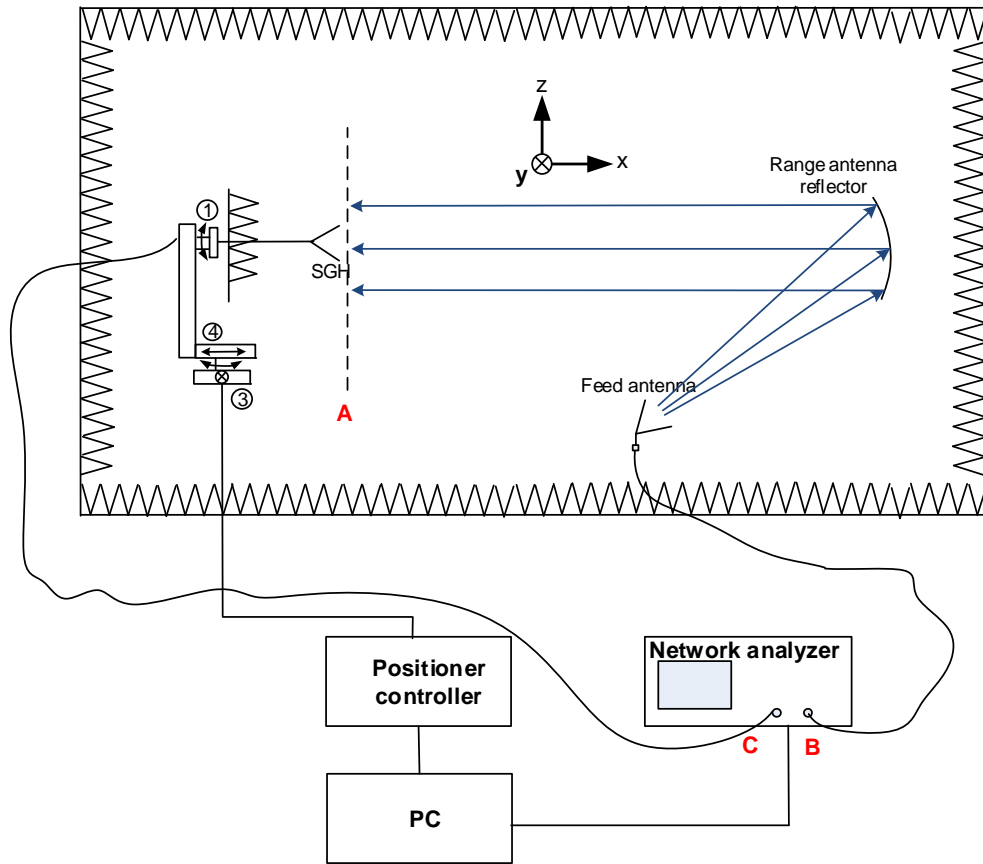 z
x
y
Range antenna
reflector
①
SGH
④
③
Feed antenna
A
Positioner
controller
Network analyzer
C
B
PC